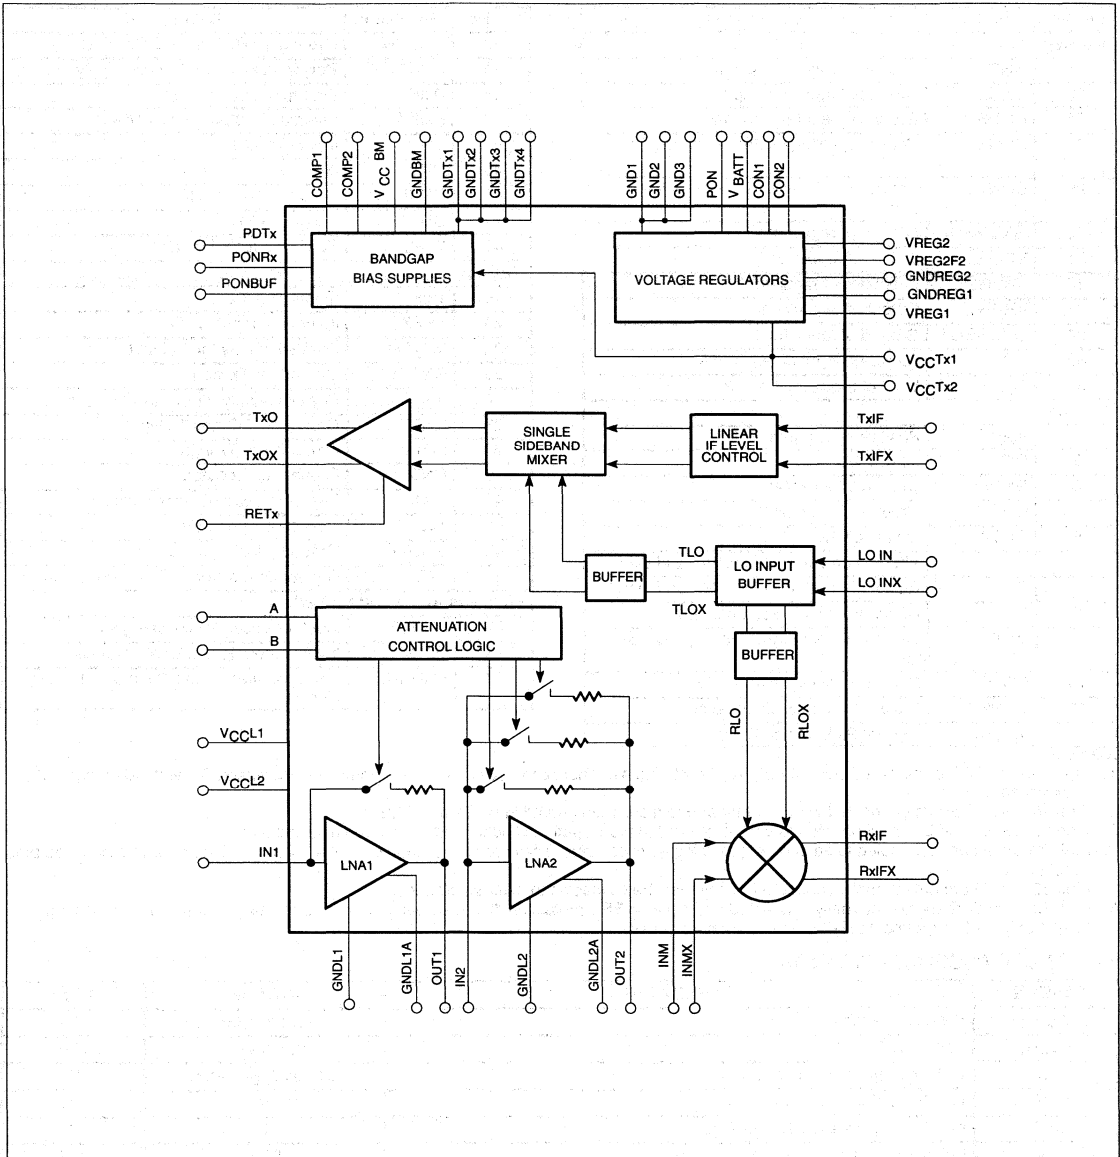 COMP1
COMP2
VCC BM
GNDBM
GNDTx1
GNDTx2
GNDTx3
GNDTx4
GND1
GND2
GND3
PON
VBATT
CON1
CON2
PDTx
PONRx
PONBUF
BANDGAP
BIAS SUPPLIES
VOLTAGE REGULATORS
VREG2
VREG2F2
GNDREG2
GNDREG1
VREG1
VCCTx1
VCCTx2
TxO
TxOX
RETx
SINGLE
SIDEBAND
MIXER
LINEAR
IF LEVEL
CONTROL
TxIF
TxIFX
TLO
TLOX
BUFFER
LO INPUT
BUFFER
LO IN
LO INX
A
B
ATTENUATION
CONTROL LOGIC
BUFFER
RLO
RLOX
VCCL1
VCCL2
IN1
LNA1
LNA2
RxIF
RxIFX
GNDL1
GNDL1A
OUT1
IN2
GNDL2
GNDL2A
OUT2
INM
INMX